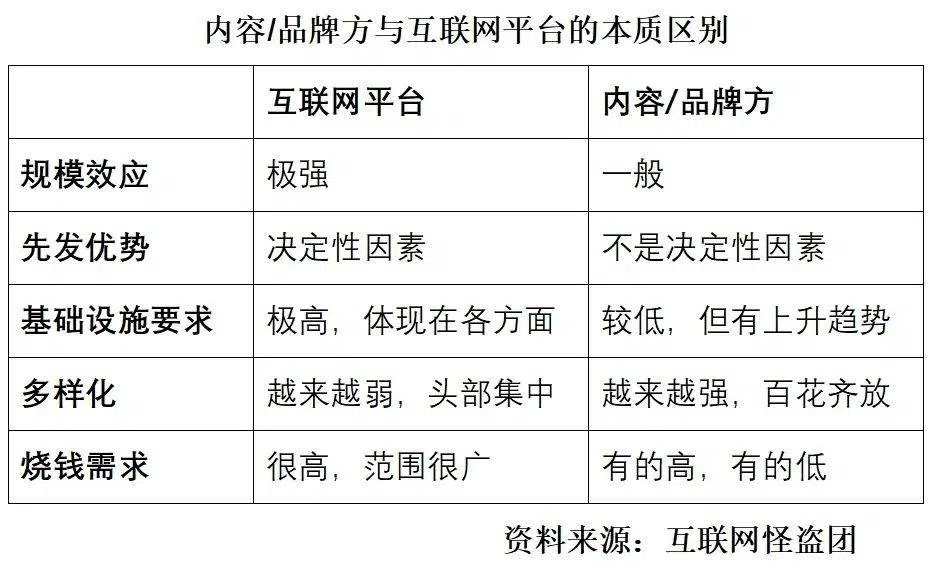 内容/品牌方与互联网平台的本质区别
互联网平台 内容/品牌方
规模效应 极强 一般
先发优势 决定性因素 不是决定性因素
基础设施要求 极高，体现在各方面 较低，但有上升趋势
多样化 越来越弱，头部集中 越来越强，百花齐放
烧钱需求 很高，范围很广 有的高，有的低
资料来源：互联网怪盗团